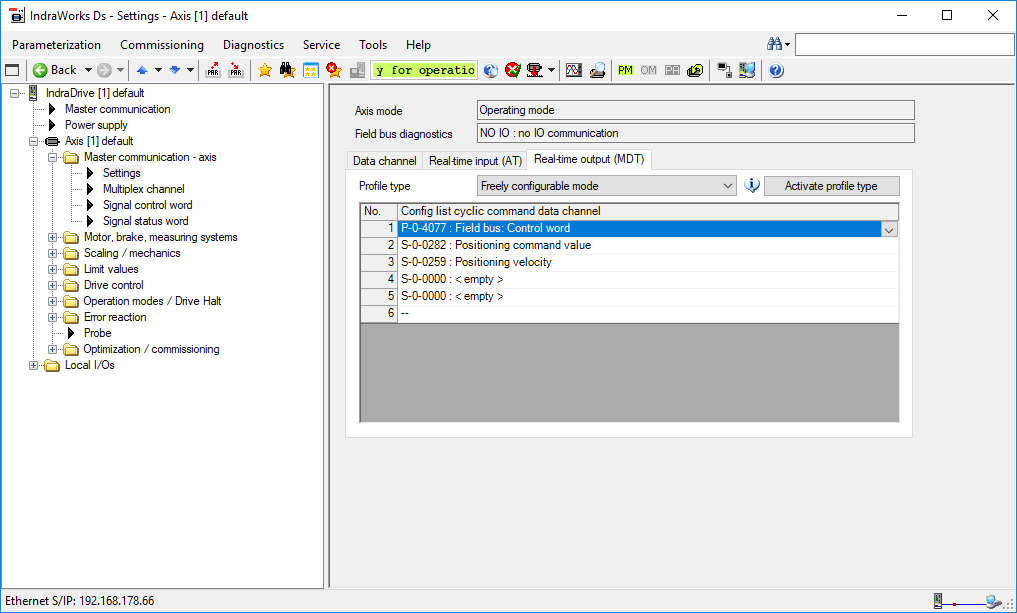 IndraWorks Ds - Settings - Axis [1] default
Parameterization Commissioning Diagnostics Service Tools Help
Back PAR PAR y for operatio PM OM
IndraDrive [1] default
Master communication
Power supply
Axis [1] default
Master communication - axis
Settings
Multiplex channel
Signal control word
Signal status word
Motor, brake, measuring systems
Scaling / mechanics
Limit values
Drive control
Operation modes / Drive Halt
Error reaction
Probe
Optimization / commissioning
Local I/Os
Axis mode Operating mode
Field bus diagnostics NO IO : no IO communication
Data channel Real-time input (AT) Real-time output (MDT)
Profile type Freely configurable mode Activate profile type
No. Config list cyclic command data channel
1 P-0-4077 : Field bus: Control word
2 S-0-0282 : Positioning command value
3 S-0-0259 : Positioning velocity
4 S-0-0000 : < empty >
5 S-0-0000 : < empty >
6 --
Ethernet S/IP: 192.168.178.66